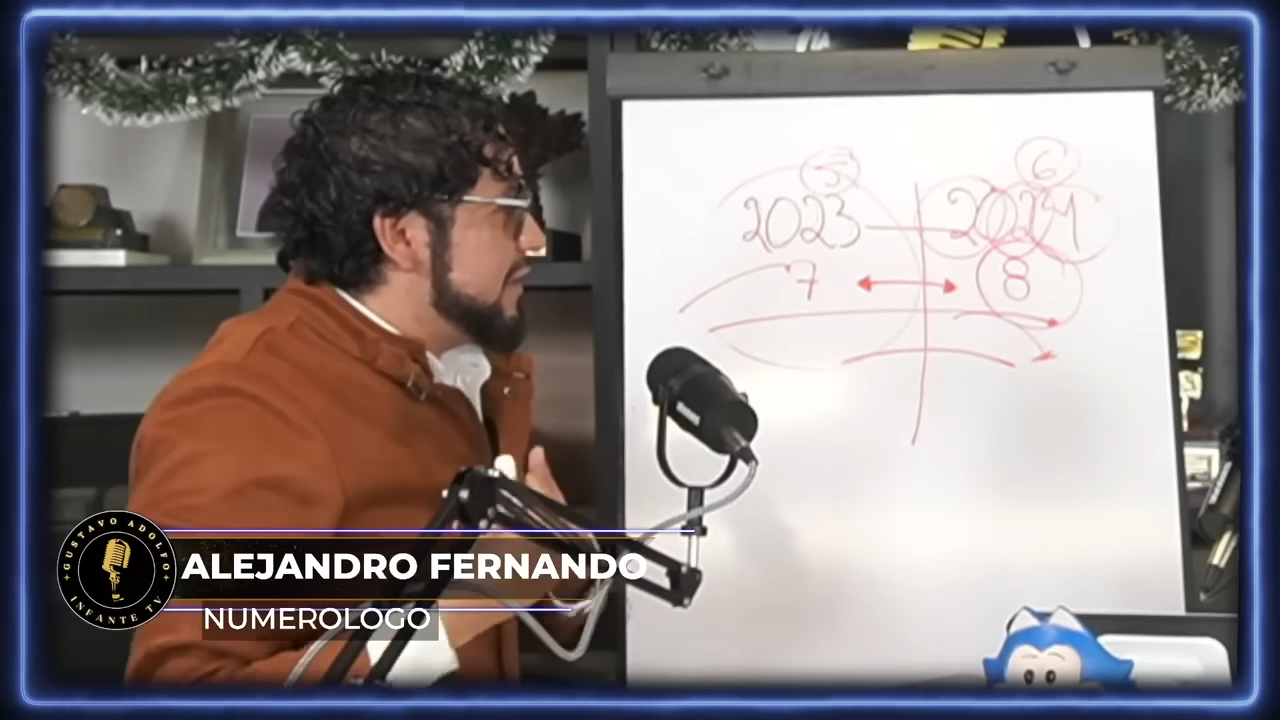 5 6
2023 2024
7 8
GUSTAVO ADOLFO
INFANTE TV
ALEJANDRO FERNANDO
NUMEROLOGO